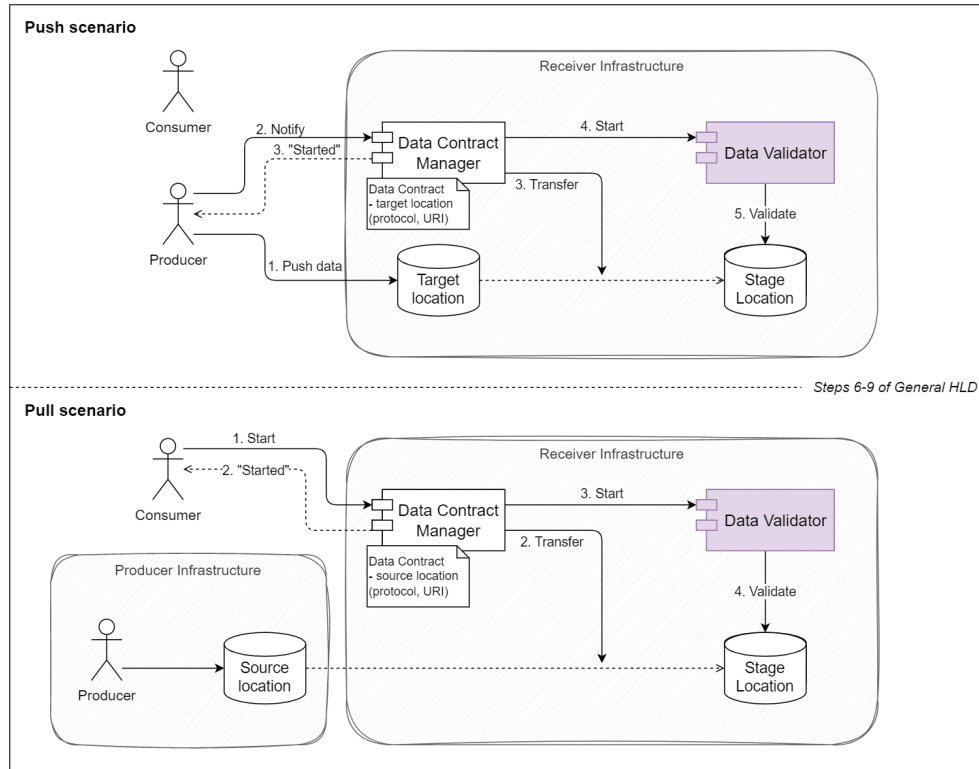 Push scenario
Receiver Infrastructure
Consumer
2. Notify
3. "Started"
Data Contract
Manager
4. Start
Data Validator
3. Transfer
Data Contract
- target location
(protocol, URI)
5. Validate
Producer
1. Push data
Target
location
Stage
Location
Steps 6-9 of General HLD
Pull scenario
1. Start
Receiver Infrastructure
2. "Started"
Consumer
Data Contract
Manager
3. Start
Data Validator
2. Transfer
Data Contract
- source location
(protocol, URI)
Producer Infrastructure
4. Validate
Producer
Source
location
Stage
Location